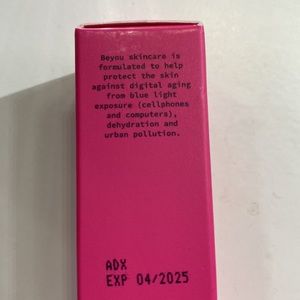 Beyou skincare is
formulated to help
protect the skin
against digital aging
from blue light
exposure (cellphones
and computers),
dehydration and
urban pollution.
ADX
EXP 04/2025